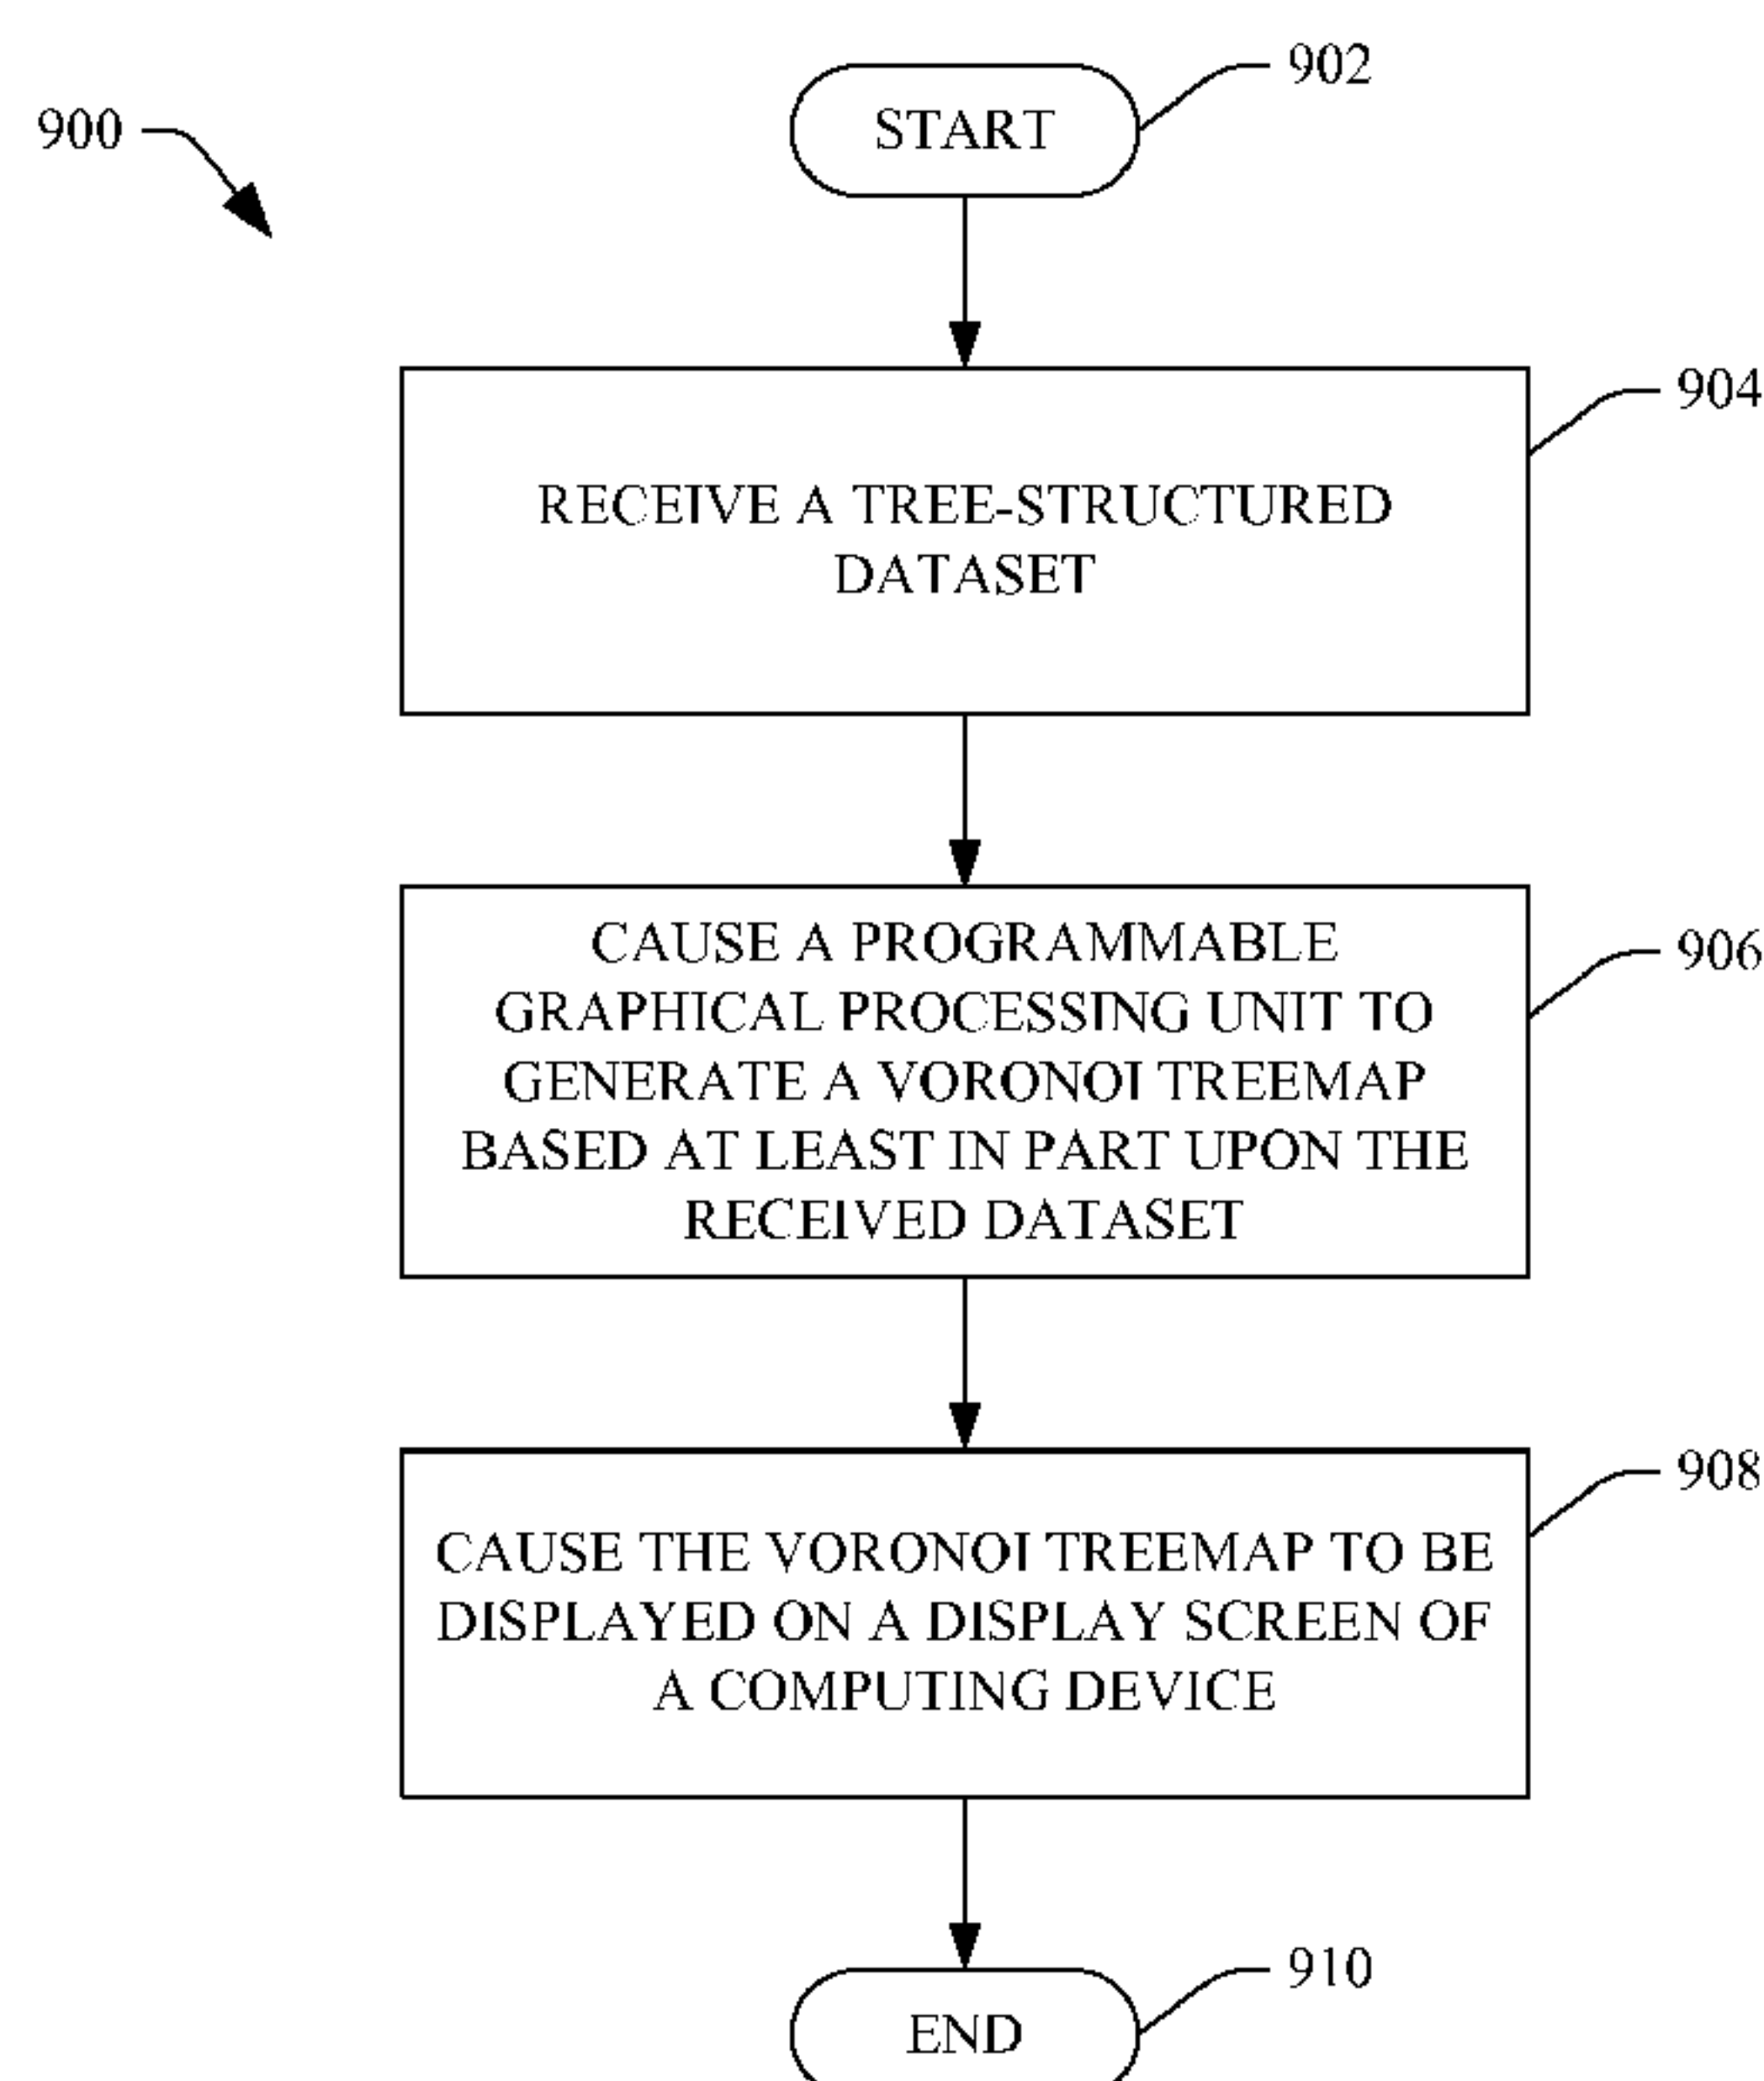 902
START
900
904
RECEIVE A TREE-STRUCTURED
DATASET
906
CAUSE A PROGRAMMABLE
GRAPHICAL PROCESSING UNIT TO
GENERATE A VORONOI TREEMAP
BASED AT LEAST IN PART UPON THE
RECEIVED DATASET
908
CAUSE THE VORONOI TREEMAP TO BE
DISPLAYED ON A DISPLAY SCREEN OF
A COMPUTING DEVICE
910
END